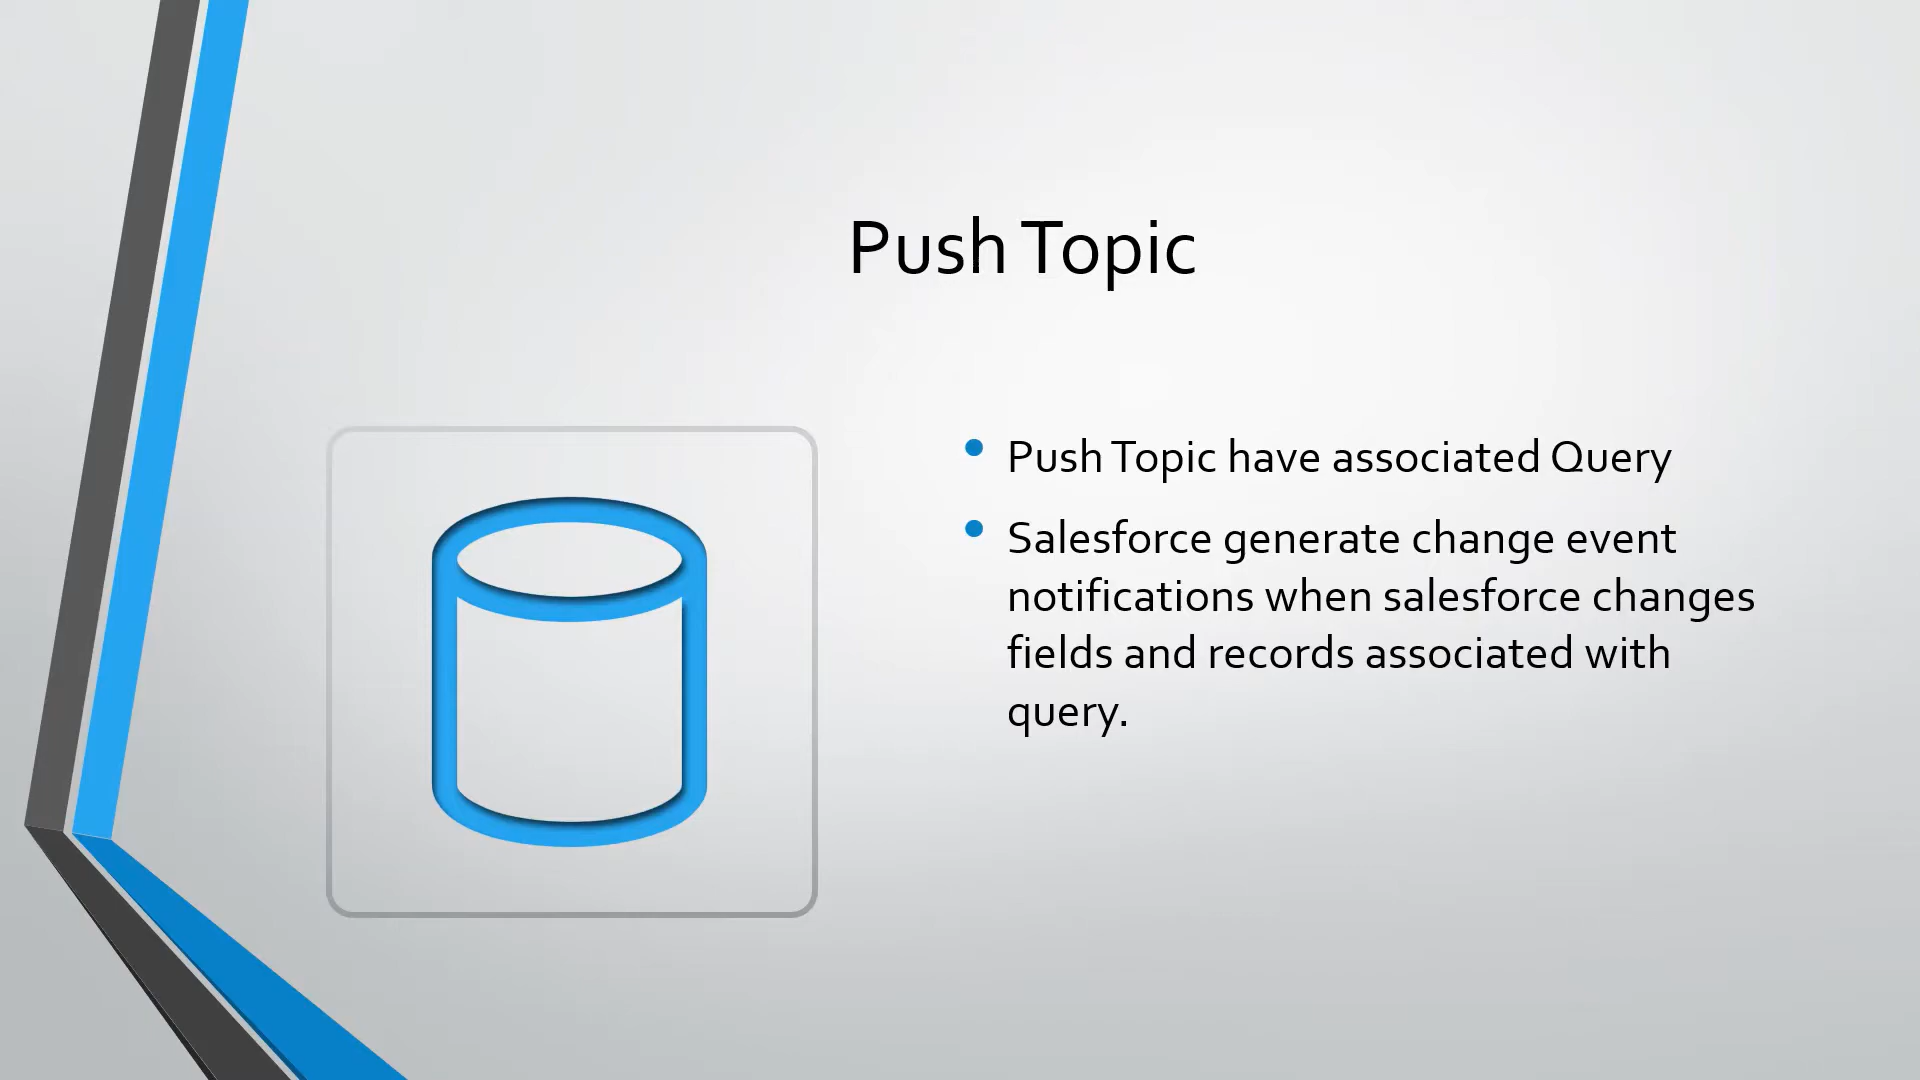 Push Topic
Push Topic have associated Query
Salesforce generate change event
notifications when salesforce changes
fields and records associated with
query.